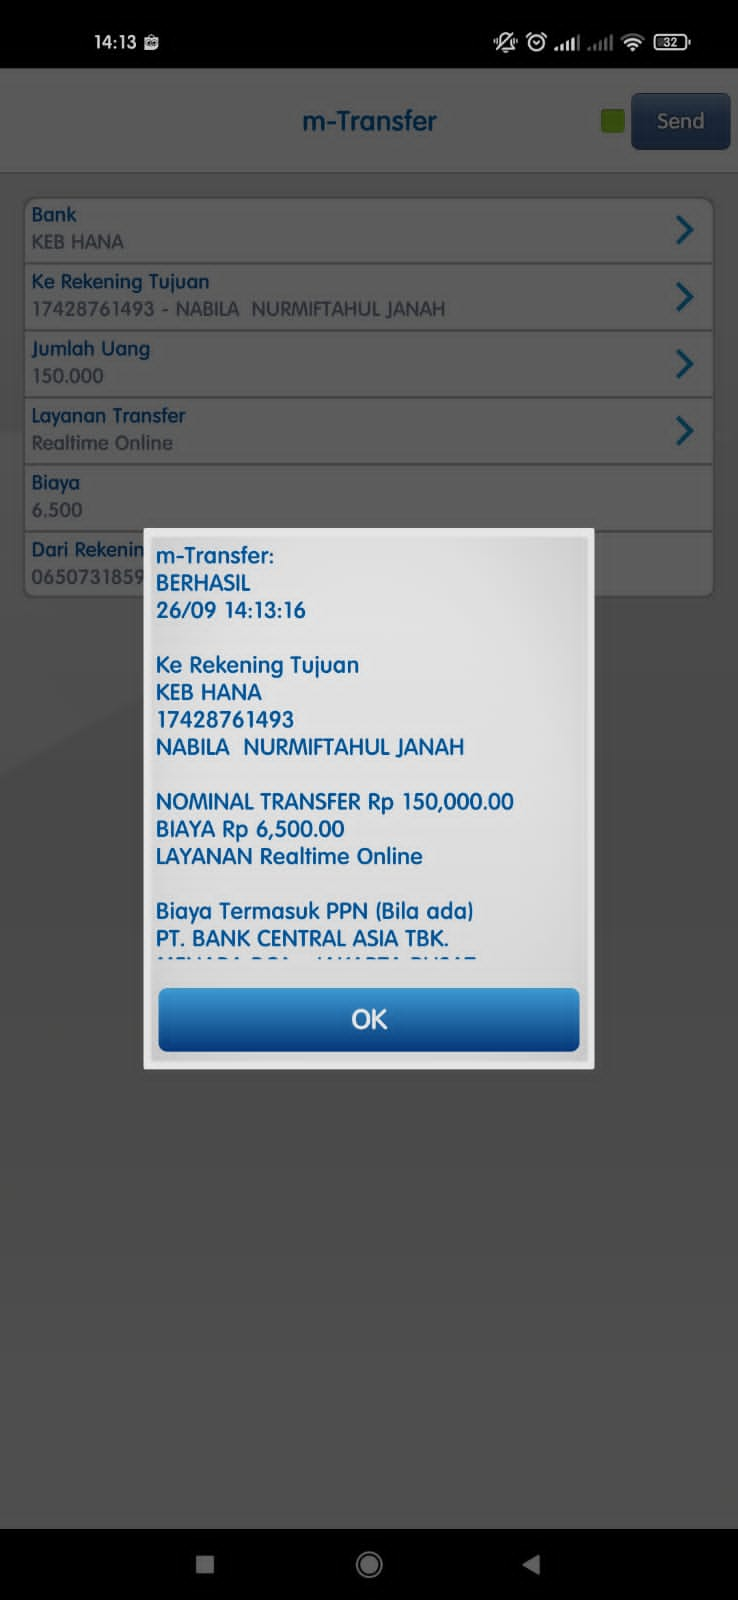 14:13
32
m-Transfer
Send
Bank
KEB HANA
Ke Rekening Tujuan
17428761493 - NABILA  NURMIFTAHUL JANAH
Jumlah Uang
150.000
Layanan Transfer
Realtime Online
Biaya
6.500
Dari Rekenin
0650731859
m-Transfer:
BERHASIL
26/09 14:13:16
Ke Rekening Tujuan
KEB HANA
17428761493
NABILA  NURMIFTAHUL JANAH
NOMINAL TRANSFER Rp 150,000.00
BIAYA Rp 6,500.00
LAYANAN Realtime Online
Biaya Termasuk PPN (Bila ada)
PT. BANK CENTRAL ASIA TBK.
OK